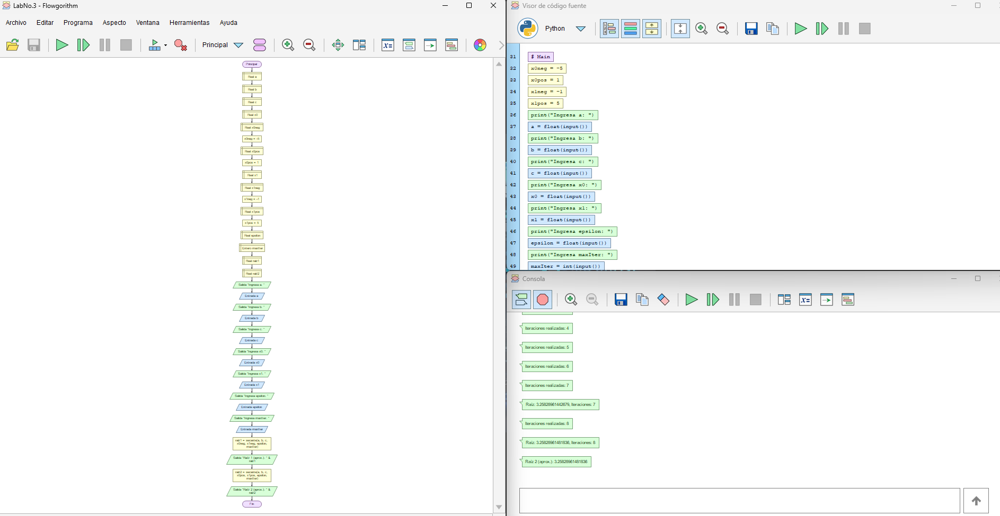 LabNo.3 - Flowgorithm
Archivo Editar Programa Aspecto Ventana Herramientas Ayuda
Principal
Principal
Real a
Real b
Real c
Real x0
Real x0neg
x0neg = -5
Real x0pos
x0pos = 1
Real x1
Real x1neg
x1neg = -1
Real x1pos
x1pos = 5
Real epsilon
Entero maxIter
Real raiz1
Real raiz2
Salida "Ingresa a: "
Entrada a
Salida "Ingresa b: "
Entrada b
Salida "Ingresa c: "
Entrada c
Salida "Ingresa x0: "
Entrada x0
Salida "Ingresa x1: "
Entrada x1
Salida "Ingresa epsilon: "
Entrada epsilon
Salida "Ingresa maxIter: "
Entrada maxIter
raiz1 = secante(a, b, c,
x0neg, x1neg, epsilon,
maxIter)
Salida "Raíz 1 (aprox.): " &
raiz1
raiz2 = secante(a, b, c,
x0pos, x1pos, epsilon,
maxIter)
Salida "Raíz 2 (aprox.): " &
raiz2
Fin
Visor de código fuente
Python
31 # Main
32 x0neg = -5
33 x0pos = 1
34 x1neg = -1
35 x1pos = 5
36 print("Ingresa a: ")
37 a = float(input())
38 print("Ingresa b: ")
39 b = float(input())
40 print("Ingresa c: ")
41 c = float(input())
42 print("Ingresa x0: ")
43 x0 = float(input())
44 print("Ingresa x1: ")
45 x1 = float(input())
46 print("Ingresa epsilon: ")
47 epsilon = float(input())
48 print("Ingresa maxIter: ")
49 maxIter = int(input())
Consola
Iteraciones realizadas: 4
Iteraciones realizadas: 5
Iteraciones realizadas: 6
Iteraciones realizadas: 7
Raíz: 3.25828961442679, Iteraciones: 7
Iteraciones realizadas: 8
Raíz: 3.25828961481836, Iteraciones: 8
Raíz 2 (aprox.): 3.25828961481836